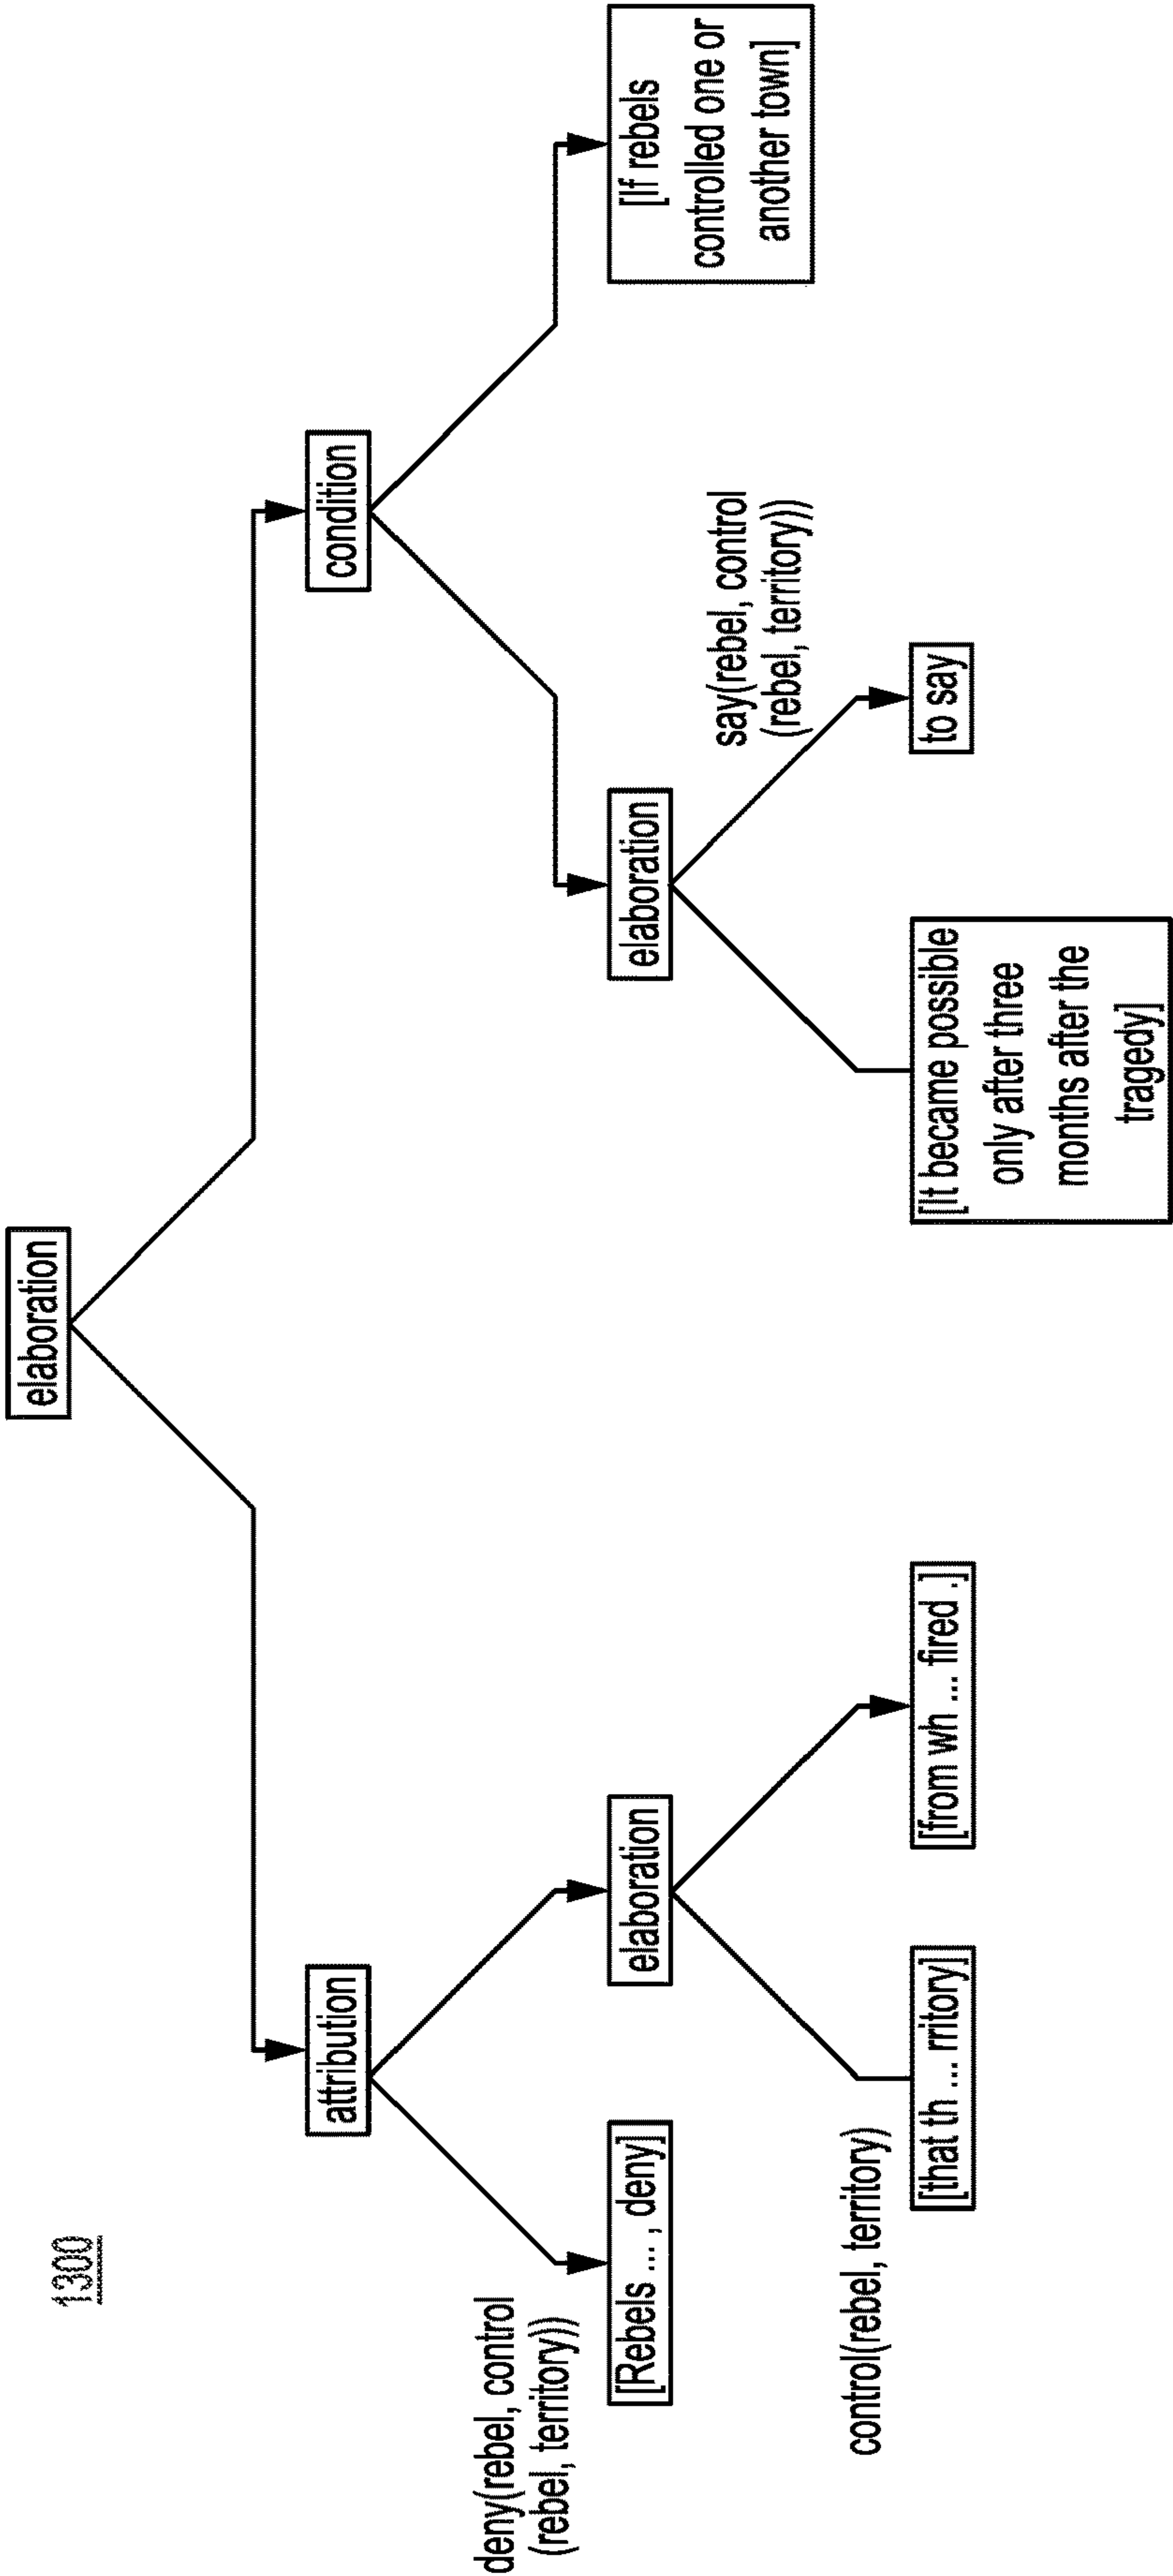 1300
elaboration
attribution
condition
deny(rebel, control
(rebel, territory))
[Rebels ... , deny]
elaboration
elaboration
[If rebels
controlled one or
another town]
control(rebel, territory)
say(rebel, control
(rebel, territory))
[that th ... rritory]
[from wh ... fired .]
[It became possible
only after three
months after the
tragedy]
to say